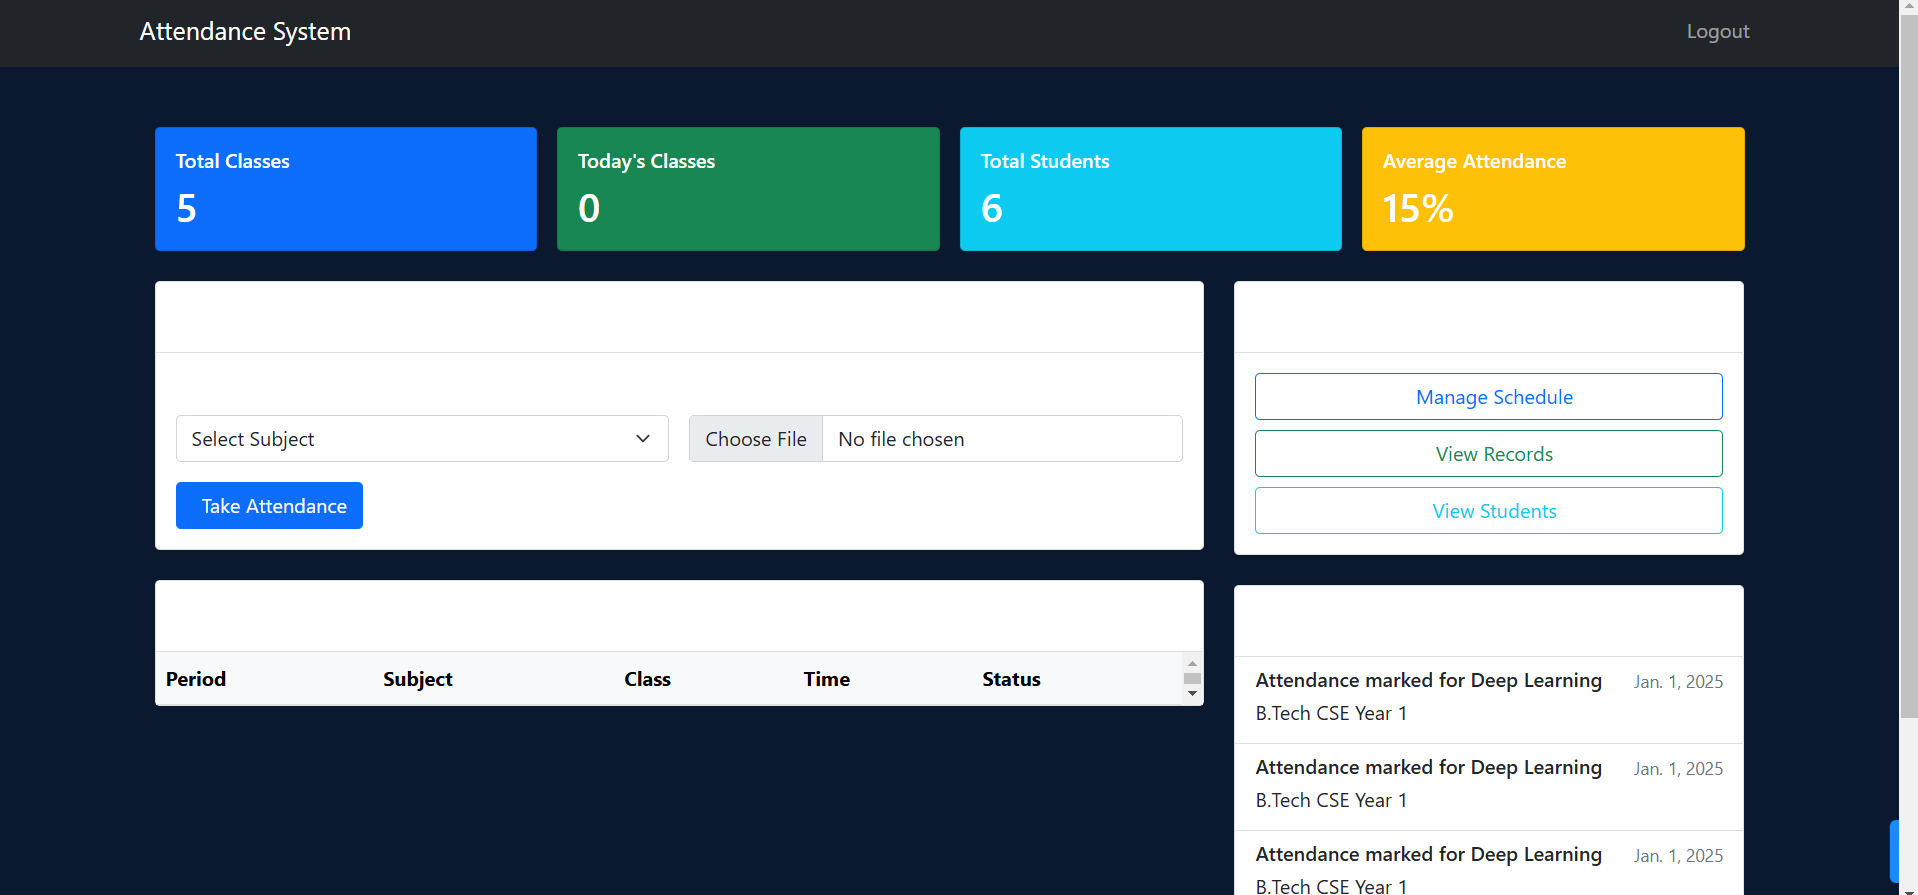 Attendance System
Logout
Total Classes
5
Today's Classes
0
Total Students
6
Average Attendance
15%
Select Subject
Choose File No file chosen
Take Attendance
Manage Schedule
View Records
View Students
Period Subject Class Time Status
Attendance marked for Deep Learning Jan. 1, 2025
B.Tech CSE Year 1
Attendance marked for Deep Learning Jan. 1, 2025
B.Tech CSE Year 1
Attendance marked for Deep Learning Jan. 1, 2025
B.Tech CSE Year 1